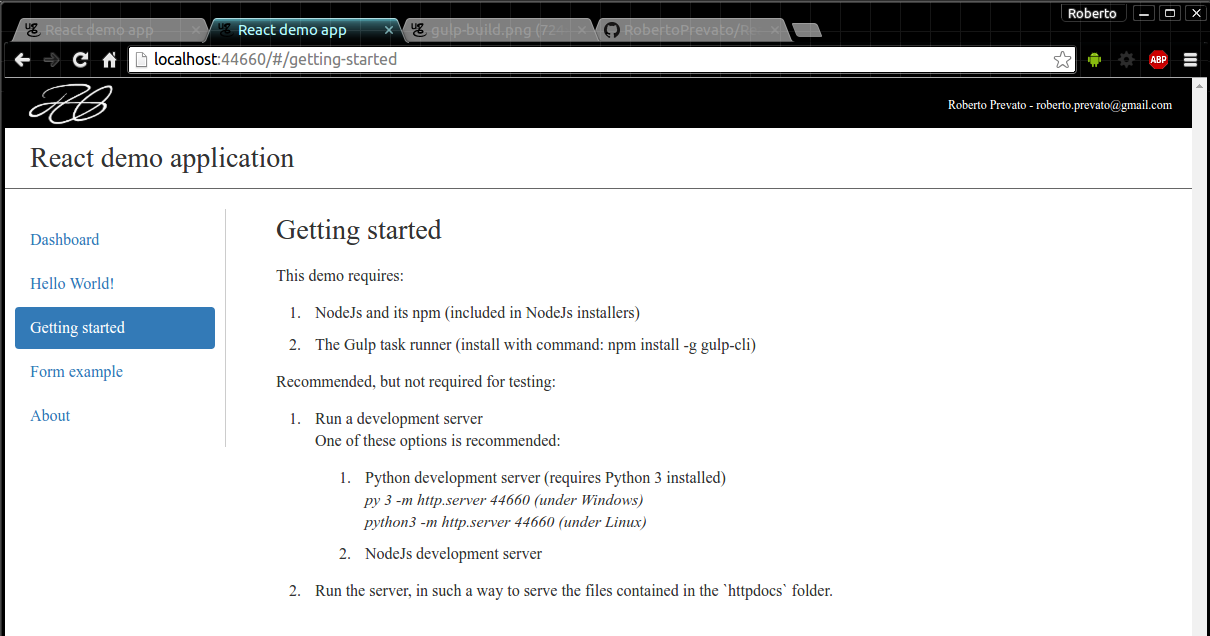 Roberto
React demo app
React demo app
gulp-build.png (724
RobertoPrevato/Re
localhost:44660/#/getting-started
ABP
Roberto Prevato - roberto.prevato@gmail.com
React demo application
Dashboard
Hello World!
Getting started
Form example
About
Getting started
This demo requires:
1. NodeJs and its npm (included in NodeJs installers)
2. The Gulp task runner (install with command: npm install -g gulp-cli)
Recommended, but not required for testing:
1. Run a development server
One of these options is recommended:
1. Python development server (requires Python 3 installed)
py 3 -m http.server 44660 (under Windows)
python3 -m http.server 44660 (under Linux)
2. NodeJs development server
2. Run the server, in such a way to serve the files contained in the `httpdocs` folder.